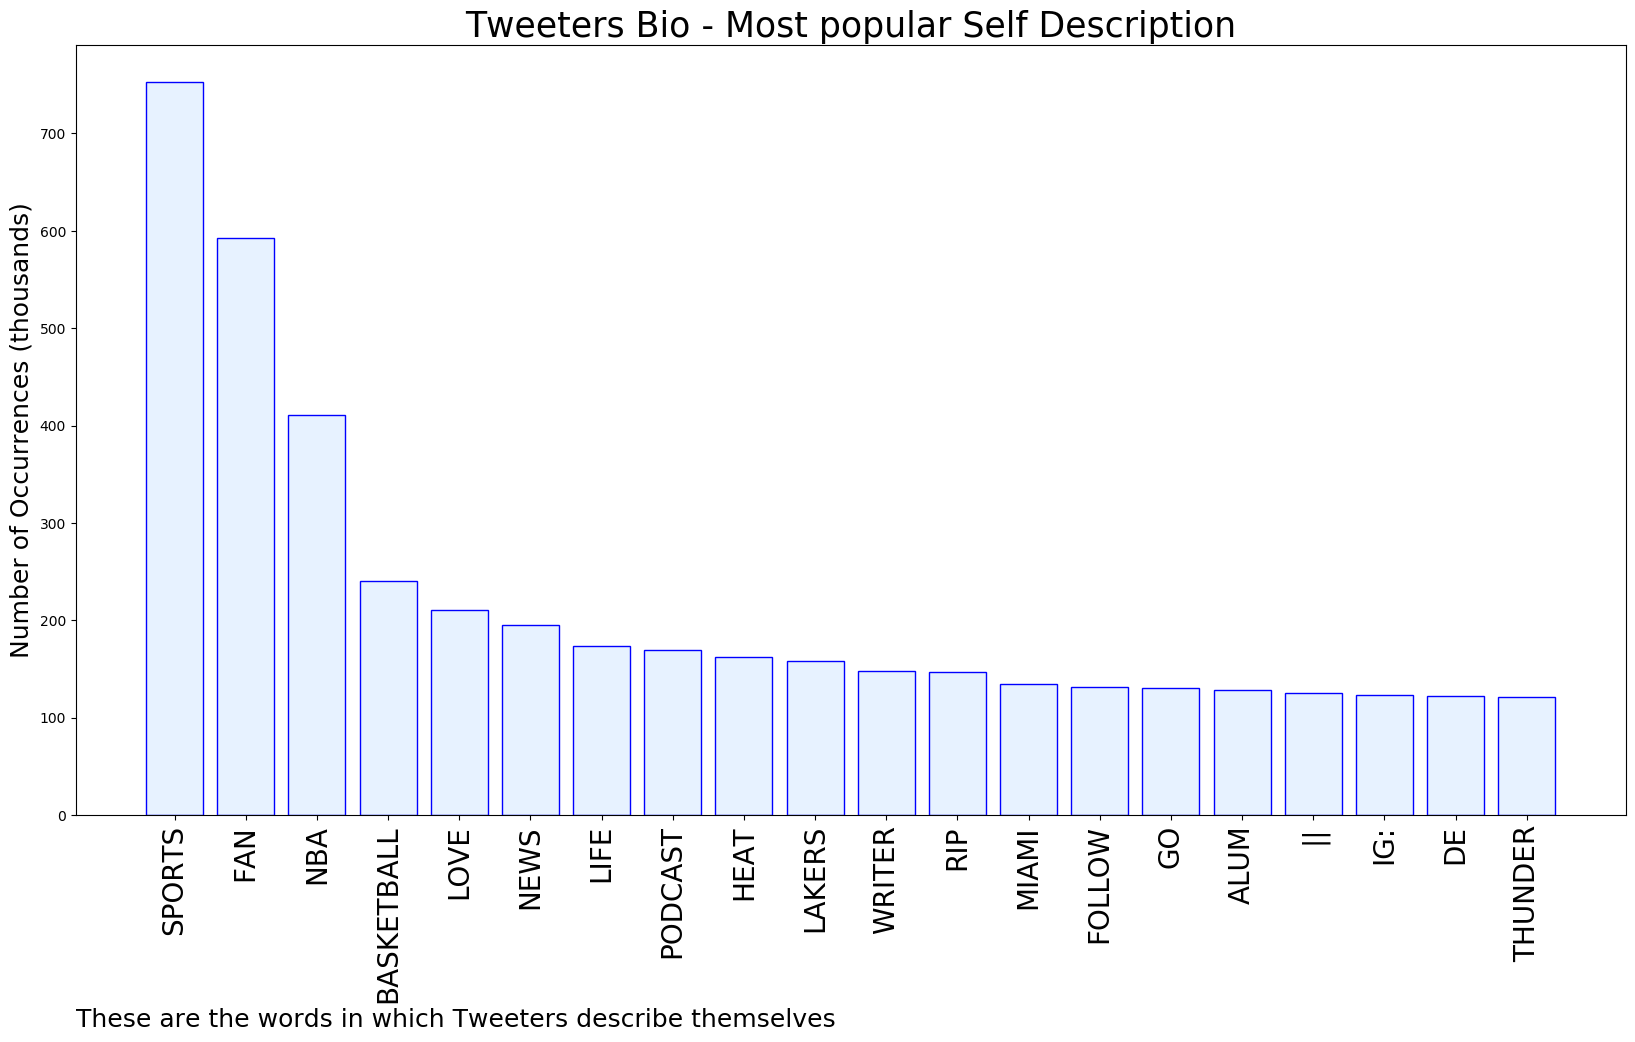 Tweeters Bio - Most popular Self Description
Number of Occurrences (thousands)
700
600
500
400
300
200
100
0
SPORTS
FAN
NBA
BASKETBALL
LOVE
NEWS
LIFE
PODCAST
HEAT
LAKERS
WRITER
RIP
MIAMI
FOLLOW
GO
ALUM
||
IG:
DE
THUNDER
These are the words in which Tweeters describe themselves